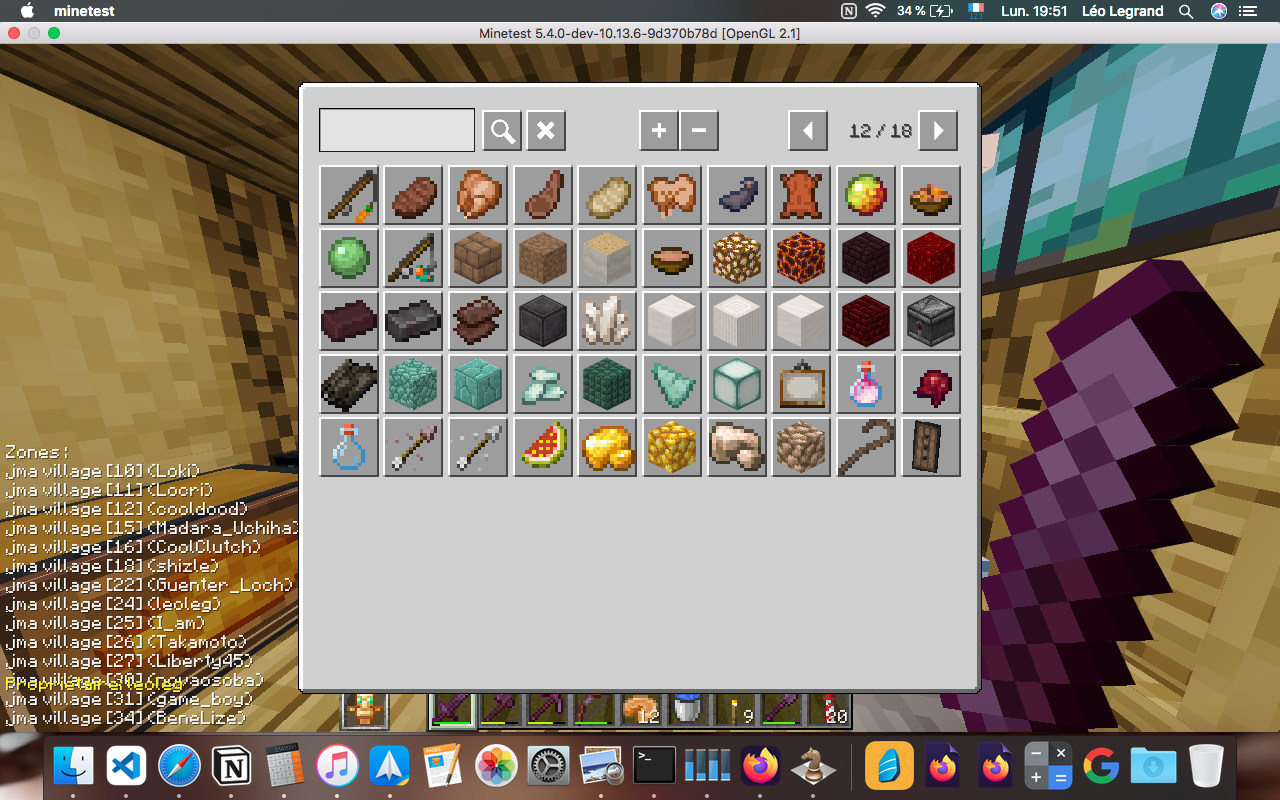 minetest
34 %
Lun. 19:51
Léo Legrand
Minetest 5.4.0-dev-10.13.6-9d370b78d [OpenGL 2.1]
12 / 18
Zones :
jma village [10] (Loki)
jma village [11] (Locri)
jma village [12] (cooldood)
jma village [15] (Madara_Uchiha)
jma village [16] (CoolClutch)
jma village [18] (shizle)
jma village [22] (Guenter_Loch)
jma village [24] (leoleg)
jma village [25] (I_am)
jma village [26] (Takamoto)
jma village [27] (Liberty45)
jma village
jma village [31] (game_boy)
jma village [34] (BeneLize)
12
9
20